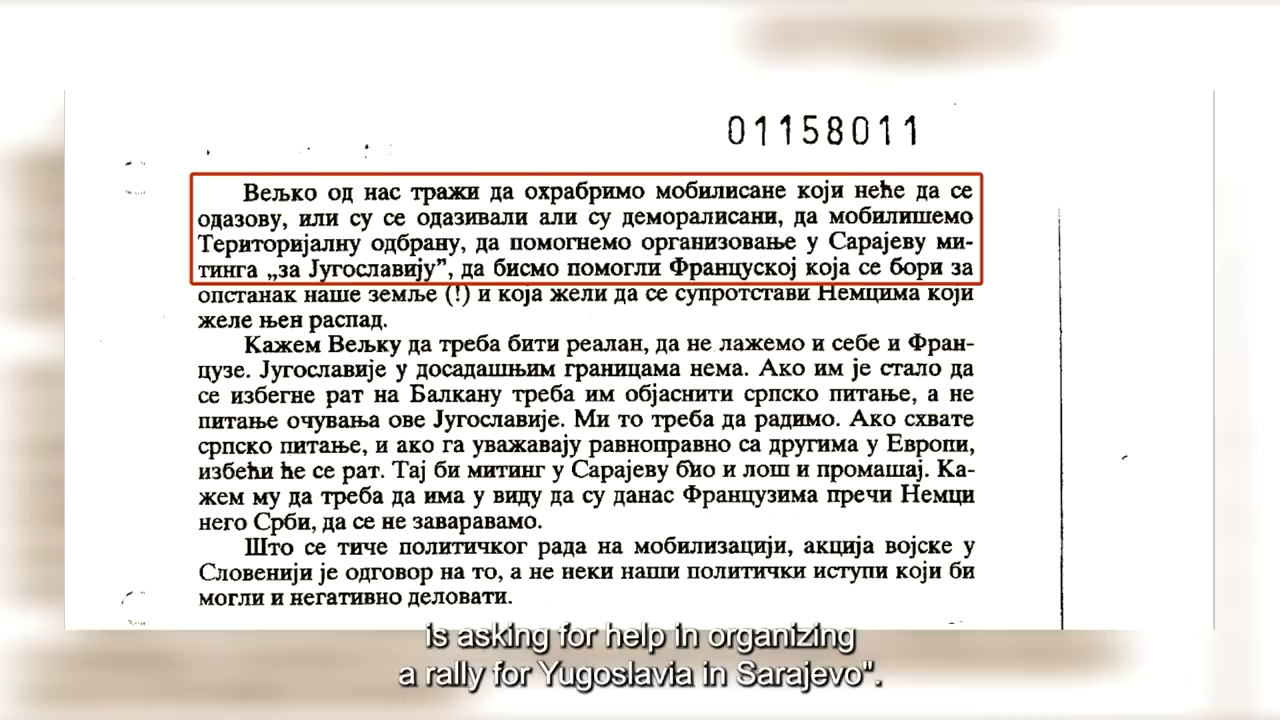 01158011
Вељко од нас тражи да охрабримо мобилисане који неће да се
одазову, или су се одазивали али су деморалисани, да мобилишемо
Територијалну одбрану, да помогнемо организовање у Сарајеву ми-
тинга „за Југославију”, да бисмо помогли Француској која се бори за
опстанак наше земље (!) и која жели да се супротстави Немцима који
желе њен распад.
Кажем Вељку да треба бити реалан, да не лажемо и себе и Фран-
цузе. Југославије у досадашњим границама нема. Ако им је стало да
се избегне рат на Балкану треба им објаснити српско питање, а не
питање очувања ове Југославије. Ми то треба да радимо. Ако схвате
српско питање, и ако га уважавају равноправно са другима у Европи,
избећи ће се рат. Тај би митинг у Сарајеву био и лош и промашај. Ка-
жем му да треба да има у виду да су данас Французима пречи Немци
него Срби, да се не заваравамо.
Што се тиче политичког рада на мобилизацији, акција војске у
Словенији је одговор на то, а не неки наши политички иступи који би
могли и негативно деловати.
is asking for help in organizing
a rally for Yugoslavia in Sarajevo".